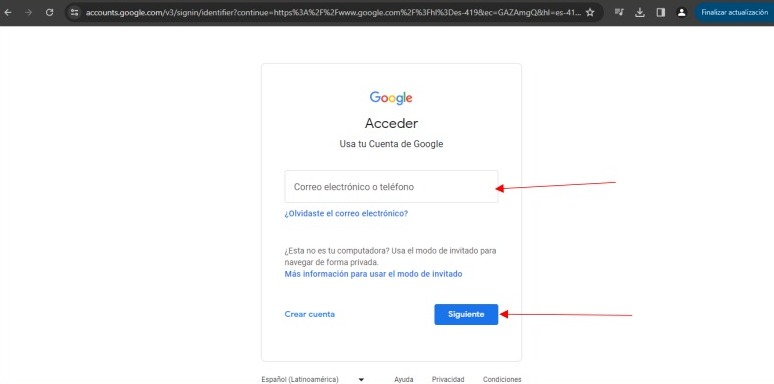 accounts.google.com/v3/signin/identifier?continue=https%3A%2F%2Fwww.google.com%2F%3Fhl%3Des-419&ec=GAZAmgQ&hl=es-41...
Finalizar actualización
Google
Acceder
Usa tu Cuenta de Google
Correo electrónico o teléfono
¿Olvidaste el correo electrónico?
¿Esta no es tu computadora? Usa el modo de invitado para
navegar de forma privada.
Más información para usar el modo de invitado
Crear cuenta
Siguiente
Español (Latinoamérica)
Ayuda
Privacidad
Condiciones